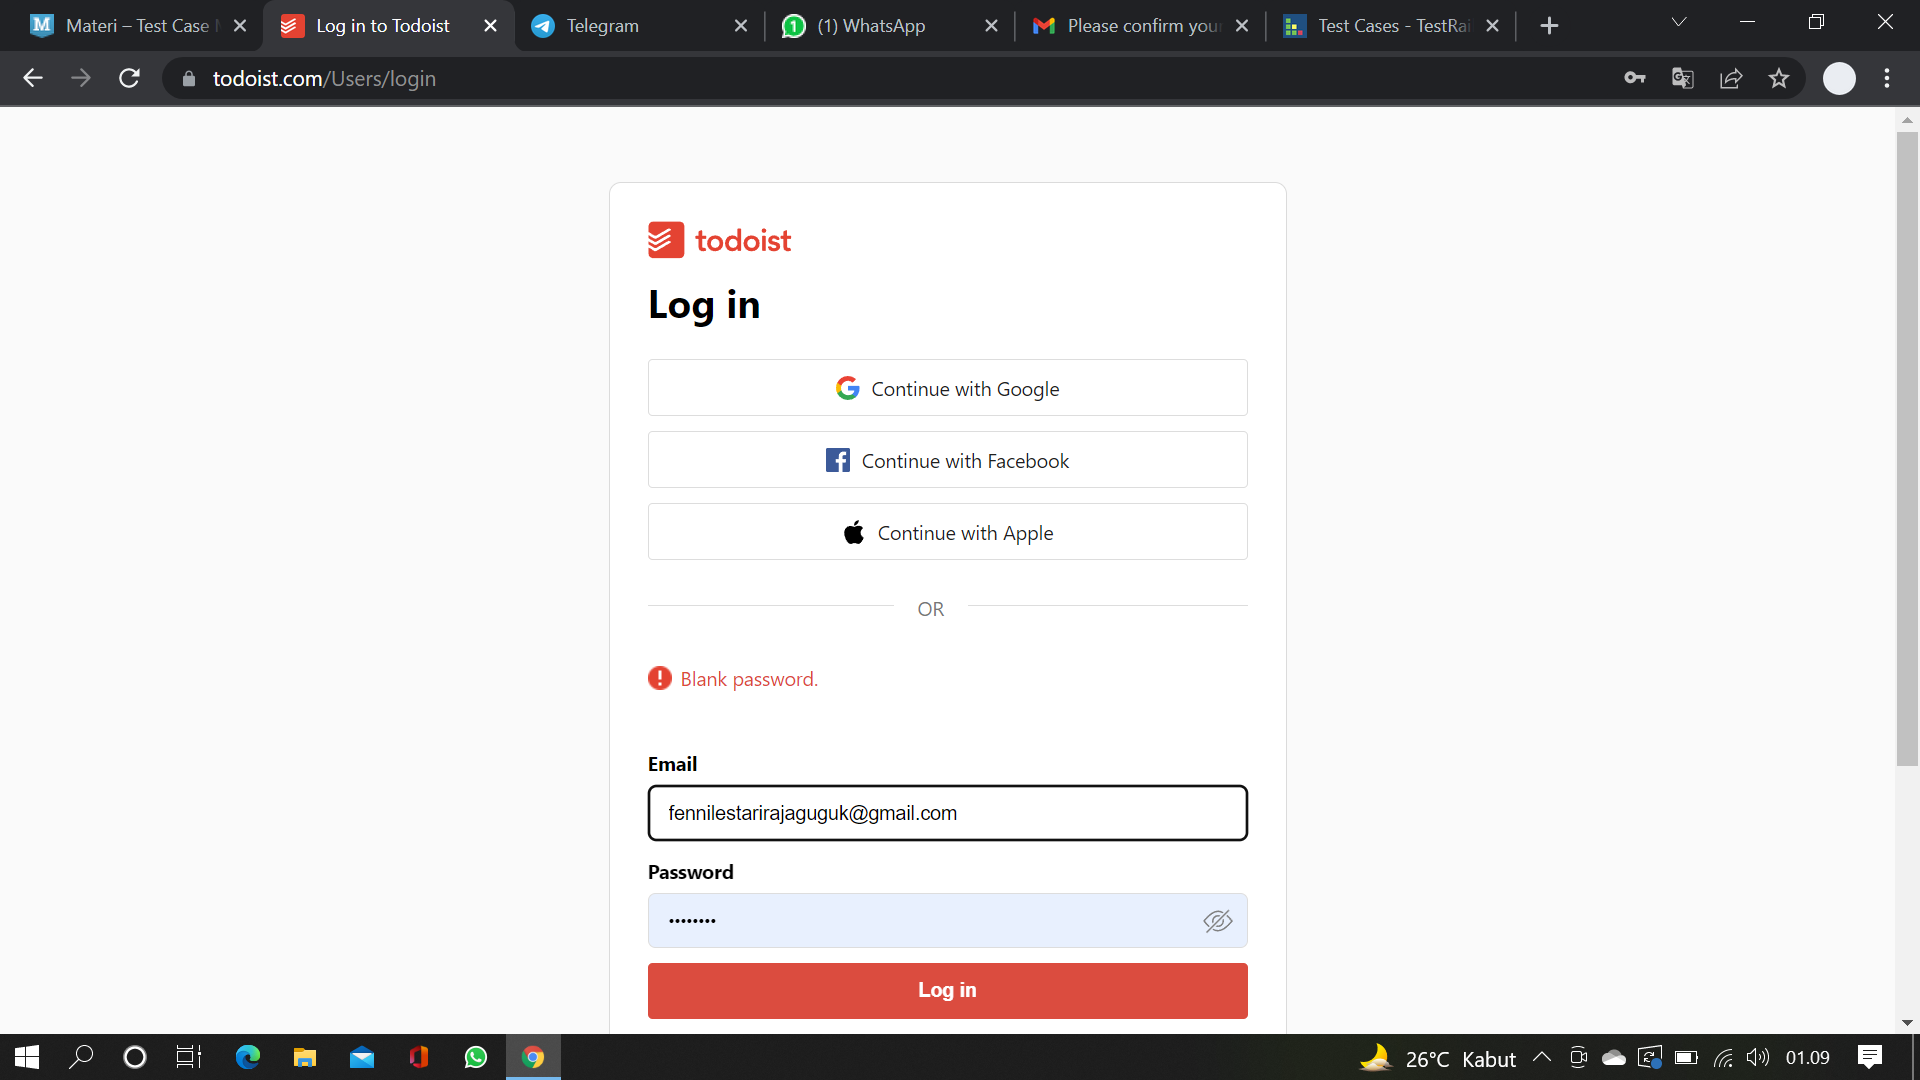 Materi – Test Case
Log in to Todoist
Telegram
(1) WhatsApp
Please confirm your
Test Cases - TestRai
todoist.com/Users/login
todoist
Log in
Continue with Google
Continue with Facebook
Continue with Apple
OR
Blank password.
Email
fennilestarirajaguguk@gmail.com
Password
••••••••
Log in
26°C Kabut
01.09